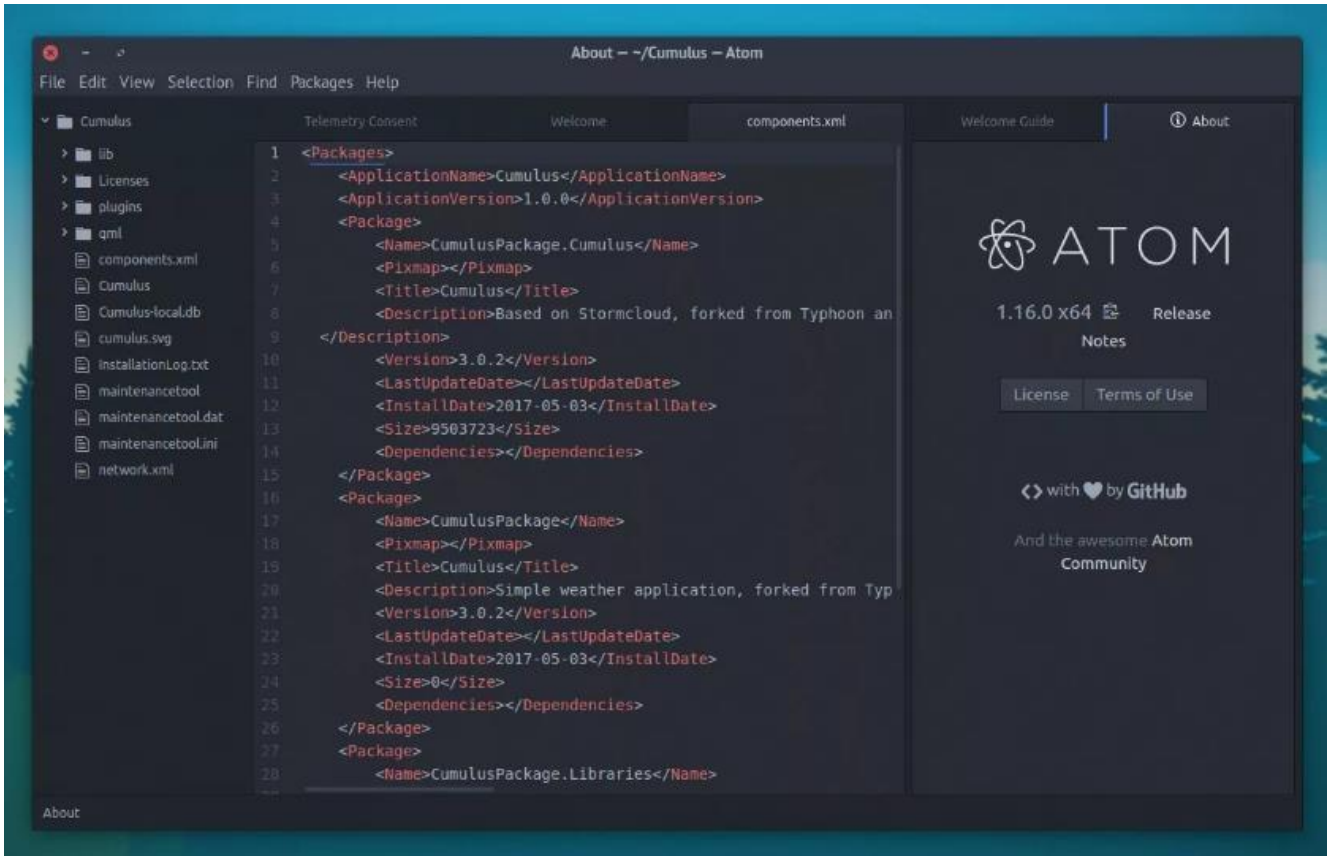 About — ~/Cumulus — Atom
File Edit View Selection Find Packages Help
Cumulus
lib
Licenses
plugins
qml
components.xml
Cumulus
Cumulus-local.db
cumulus.svg
InstallationLog.txt
maintenancetool
maintenancetool.dat
maintenancetool.ini
network.xml
Telemetry Consent Welcome components.xml
1 <Packages>
2 <ApplicationName>Cumulus</ApplicationName>
3 <ApplicationVersion>1.0.0</ApplicationVersion>
4 <Package>
5 <Name>CumulusPackage.Cumulus</Name>
6 <Pixmap></Pixmap>
7 <Title>Cumulus</Title>
8 <Description>Based on Stormcloud, forked from Typhoon an
9 </Description>
10 <Version>3.0.2</Version>
11 <LastUpdateDate></LastUpdateDate>
12 <InstallDate>2017-05-03</InstallDate>
13 <Size>9503723</Size>
14 <Dependencies></Dependencies>
15 </Package>
16 <Package>
17 <Name>CumulusPackage</Name>
18 <Pixmap></Pixmap>
19 <Title>Cumulus</Title>
20 <Description>Simple weather application, forked from Typ
21 <Version>3.0.2</Version>
22 <LastUpdateDate></LastUpdateDate>
23 <InstallDate>2017-05-03</InstallDate>
24 <Size>0</Size>
25 <Dependencies></Dependencies>
26 </Package>
27 <Package>
28 <Name>CumulusPackage.Libraries</Name>
Welcome Guide About
ATOM
1.16.0 x64 Release
Notes
License Terms of Use
<> with by GitHub
And the awesome Atom
Community
About